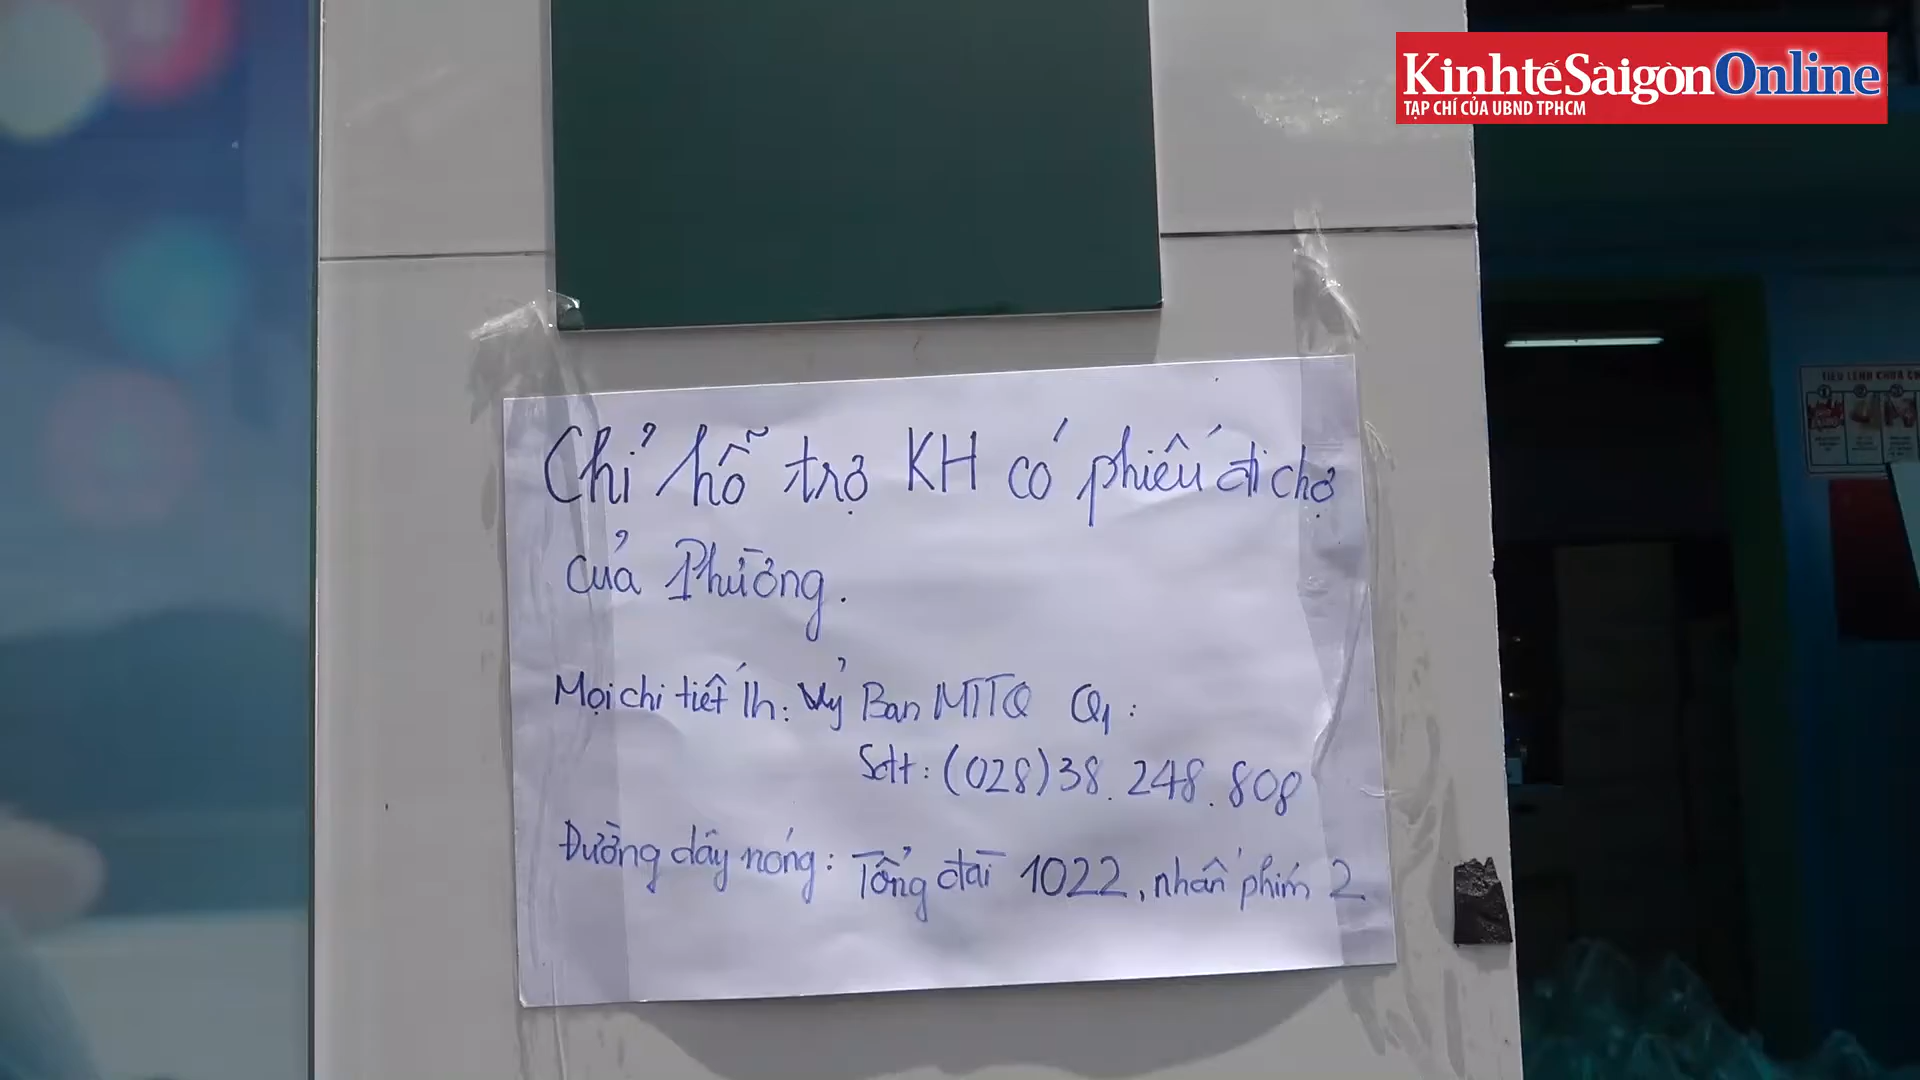 KinhtếSàigònOnline
TẠP CHÍ CỦA UBND TPHCM
Chỉ hỗ trợ KH có phiếu đi chợ
của Phường.
Mọi chi tiết lh: Uỷ Ban MTTQ Q1:
Sđt: (028)38.248.808
Đường dây nóng: Tổng đài 1022, nhấn phím 2